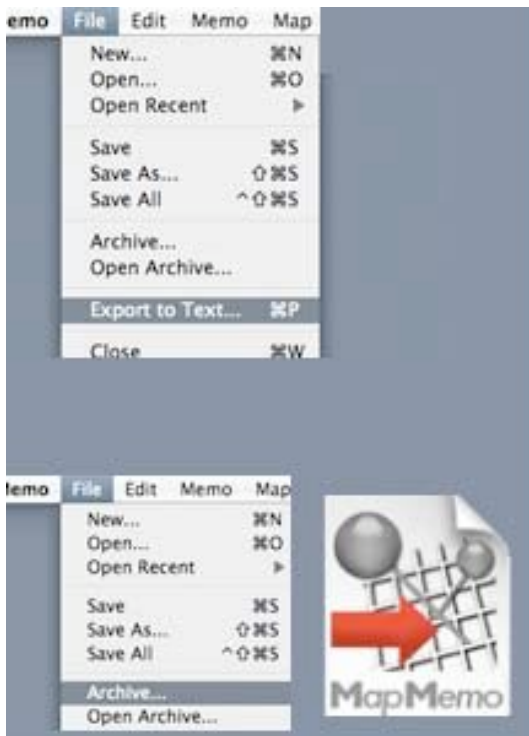 emo File Edit Memo Map
New... ⌘N
Open... ⌘O
Open Recent ▶
Save ⌘S
Save As... ⇧⌘S
Save All ^⇧⌘S
Archive...
Open Archive...
Export to Text... ⌘P
Close ⌘W
Memo File Edit Memo Map
New... ⌘N
Open... ⌘O
Open Recent ▶
Save ⌘S
Save As... ⇧⌘S
Save All ^⇧⌘S
Archive...
Open Archive...
MapMemo